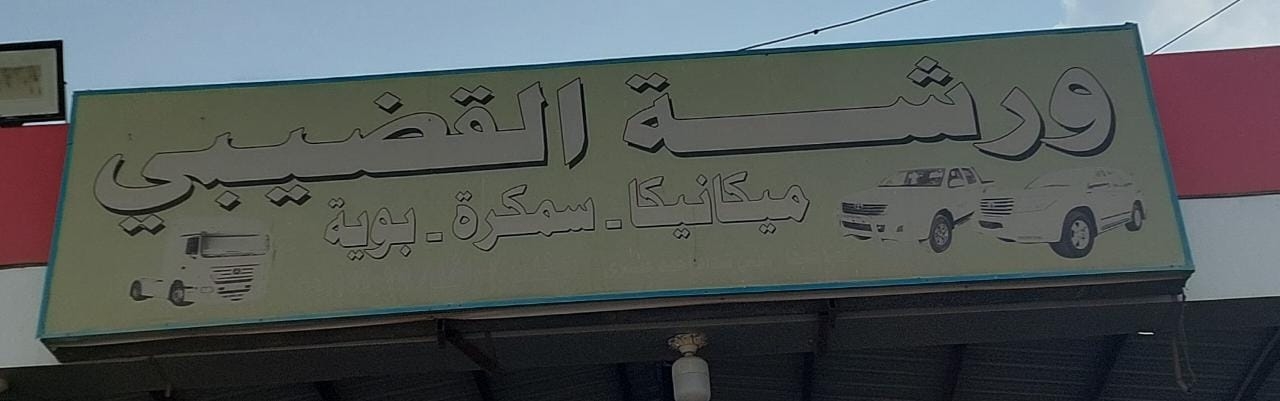 ورشة القضيبي
ميكانيكا - سمكرة - بوية